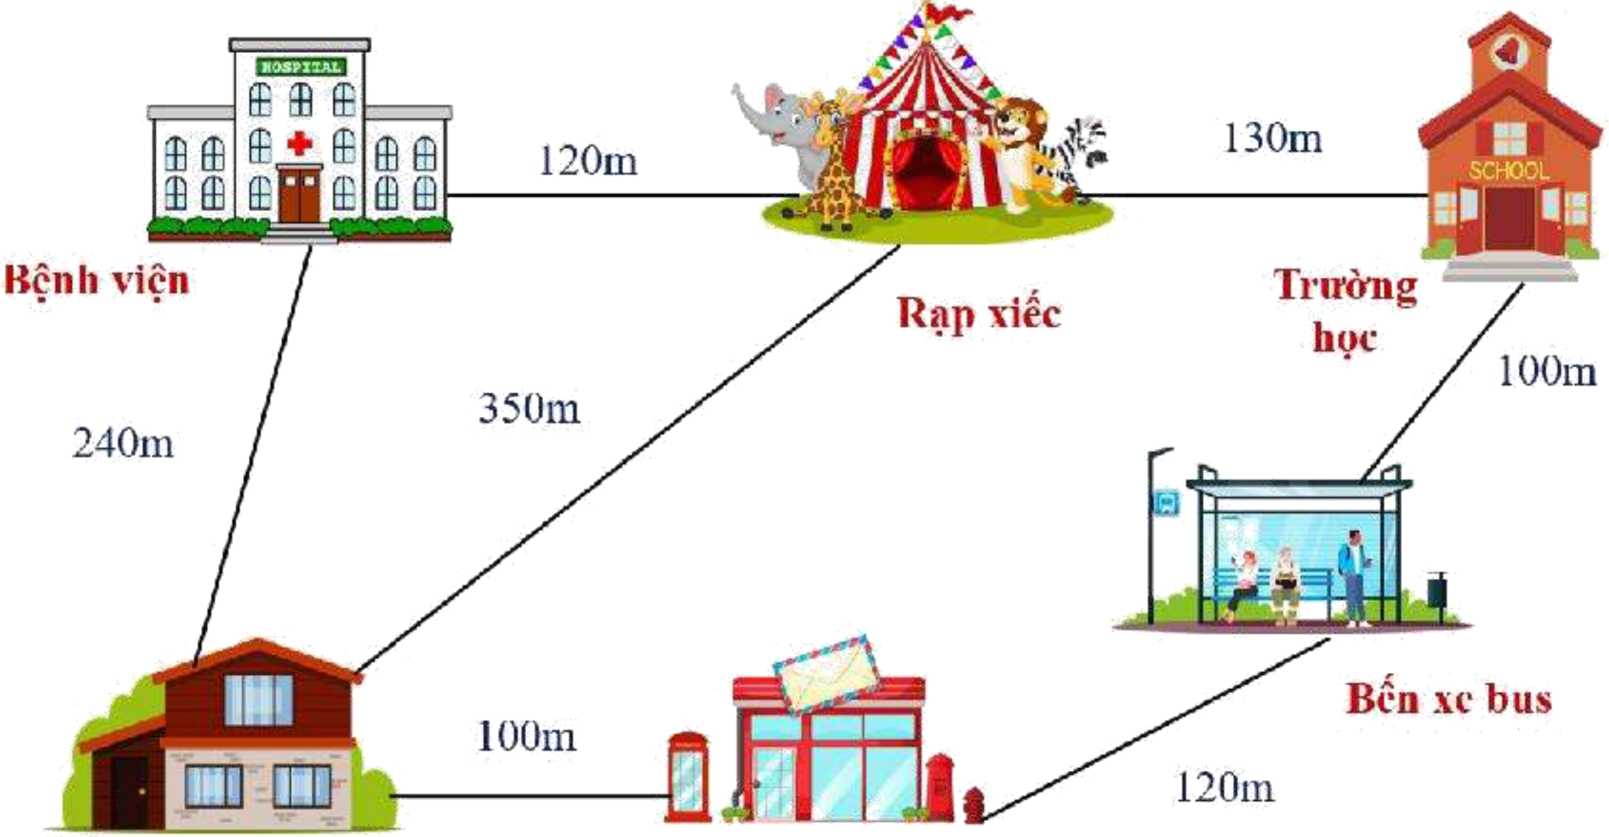 HOSPITAL
120m
130m
SCHOOL
Bệnh viện
Rạp xiếc
Trường
học
100m
350m
240m
Bến xe bus
100m
120m